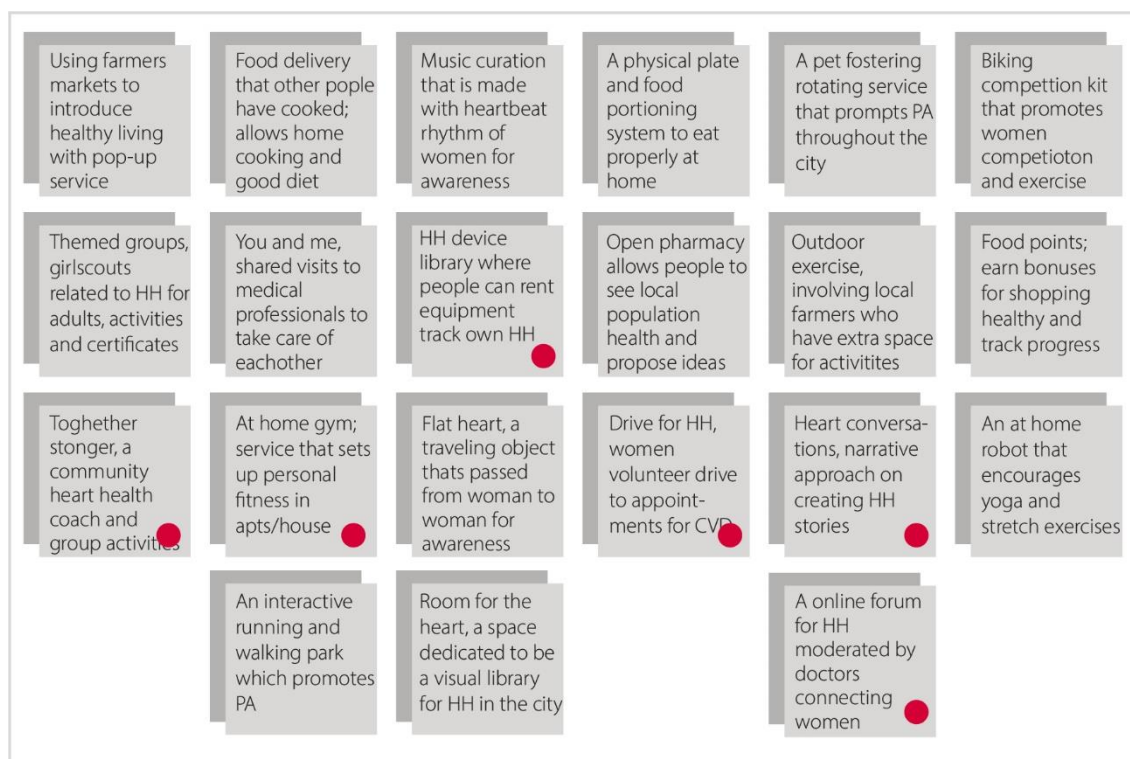 Using farmers
markets to
introduce
healthy living
with pop-up
service
Food delivery
that other pople
have cooked;
allows home
cooking and
good diet
Music curation
that is made
with heartbeat
rhythm of
women for
awareness
A physical plate
and food
portioning
system to eat
properly at
home
A pet fostering
rotating service
that prompts PA
throughout the
city
Biking
compettion kit
that promotes
women
competioton
and exercise
Themed groups,
girlscouts
related to HH for
adults, activities
and certificates
You and me,
shared visits to
medical
professionals to
take care of
eachother
HH device
library where
people can rent
equipment
track own HH
Open pharmacy
allows people to
see local
population
health and
propose ideas
Outdoor
exercise,
involving local
farmers who
have extra space
for activitites
Food points;
earn bonuses
for shopping
healthy and
track progress
Toghether
stonger, a
community
heart health
coach and
group activities
At home gym;
service that sets
up personal
fitness in
apts/house
Flat heart, a
traveling object
thats passed
from woman to
woman for
awareness
Drive for HH,
women
volunteer drive
to appoint-
ments for CVD
Heart conversa-
tions, narrative
approach on
creating HH
stories
An at home
robot that
encourages
yoga and
stretch exercises
An interactive
running and
walking park
which promotes
PA
Room for the
heart, a space
dedicated to be
a visual library
for HH in the city
A online forum
for HH
moderated by
doctors
connecting
women